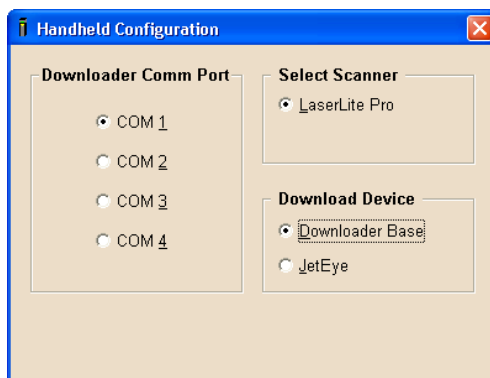 Handheld Configuration
Downloader Comm Port
COM 1
COM 2
COM 3
COM 4
Select Scanner
LaserLite Pro
Download Device
Downloader Base
JetEye